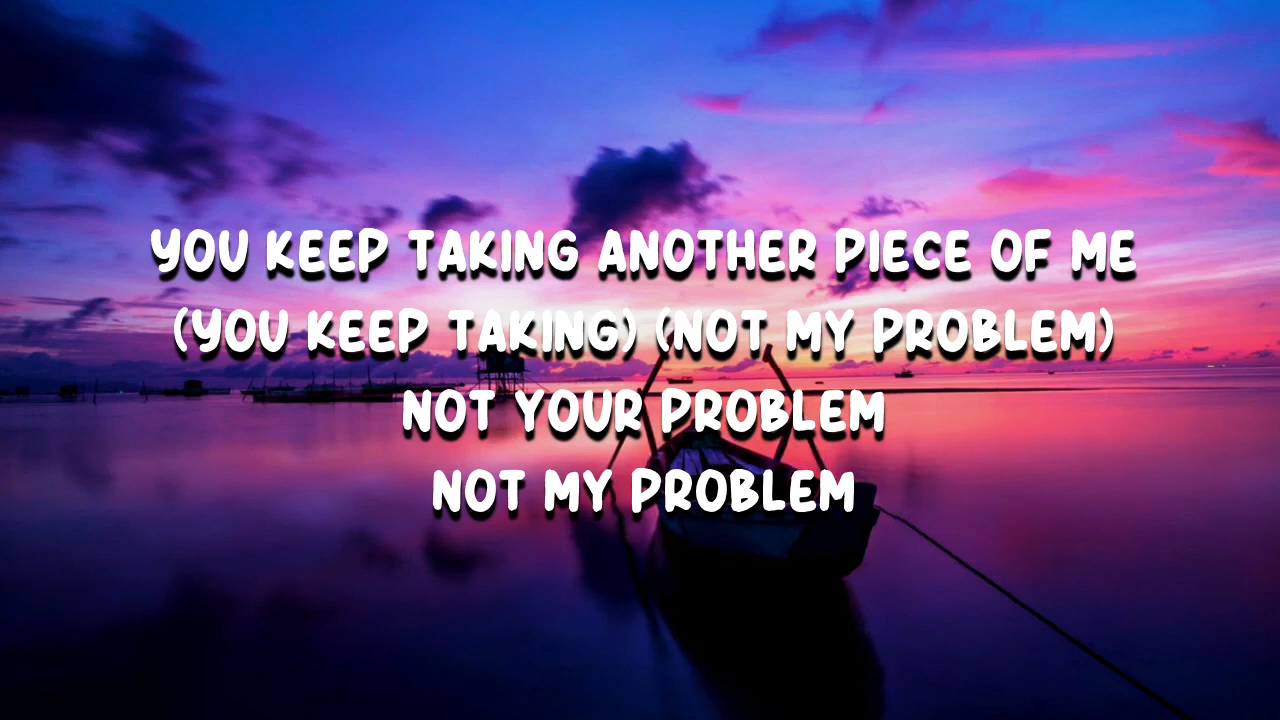 YOU KEEP TAKING ANOTHER PIECE OF ME
(YOU KEEP TAKING) (NOT MY PROBLEM)
NOT YOUR PROBLEM
NOT MY PROBLEM